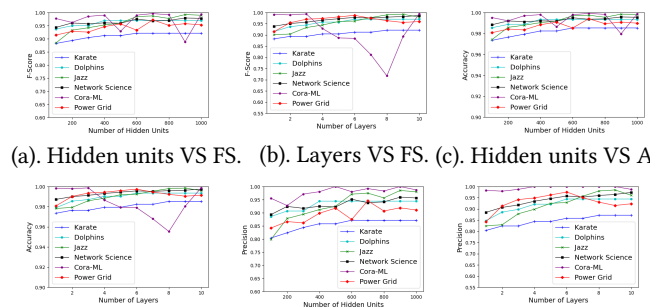 1.00
0.95
0.90
0.85
0.80
0.75
0.70
0.65
0.60
F-Score
Karate
Dolphins
Jazz
Network Science
Cora-ML
Power Grid
200 400 600 800 1000
Number of Hidden Units
1.00
0.95
0.90
0.85
0.80
0.75
0.70
0.65
0.60
0.55
F-Score
Karate
Dolphins
Jazz
Network Science
Cora-ML
Power Grid
2 4 6 8 10
Number of Layers
1.00
0.98
0.96
0.94
0.92
0.90
Accuracy
Karate
Dolphins
Jazz
Network Science
Cora-ML
Power Grid
200 400 600 800 1000
Number of Hidden Units
(a). Hidden units VS FS. (b). Layers VS FS. (c). Hidden units VS A
1.00
0.98
0.96
0.94
0.92
0.90
Accuracy
Karate
Dolphins
Jazz
Network Science
Cora-ML
Power Grid
0 2 4 6 8 10
Number of Layers
1.00
0.95
0.90
0.85
0.80
0.75
0.70
0.65
0.60
Precision
Karate
Dolphins
Jazz
Network Science
Cora-ML
Power Grid
200 400 600 800 1000
Number of Hidden Units
1.00
0.95
0.90
0.85
0.80
0.75
0.70
0.65
0.60
0.55
Precision
Karate
Dolphins
Jazz
Network Science
Cora-ML
Power Grid
0 2 4 6 8 10
Number of Layers